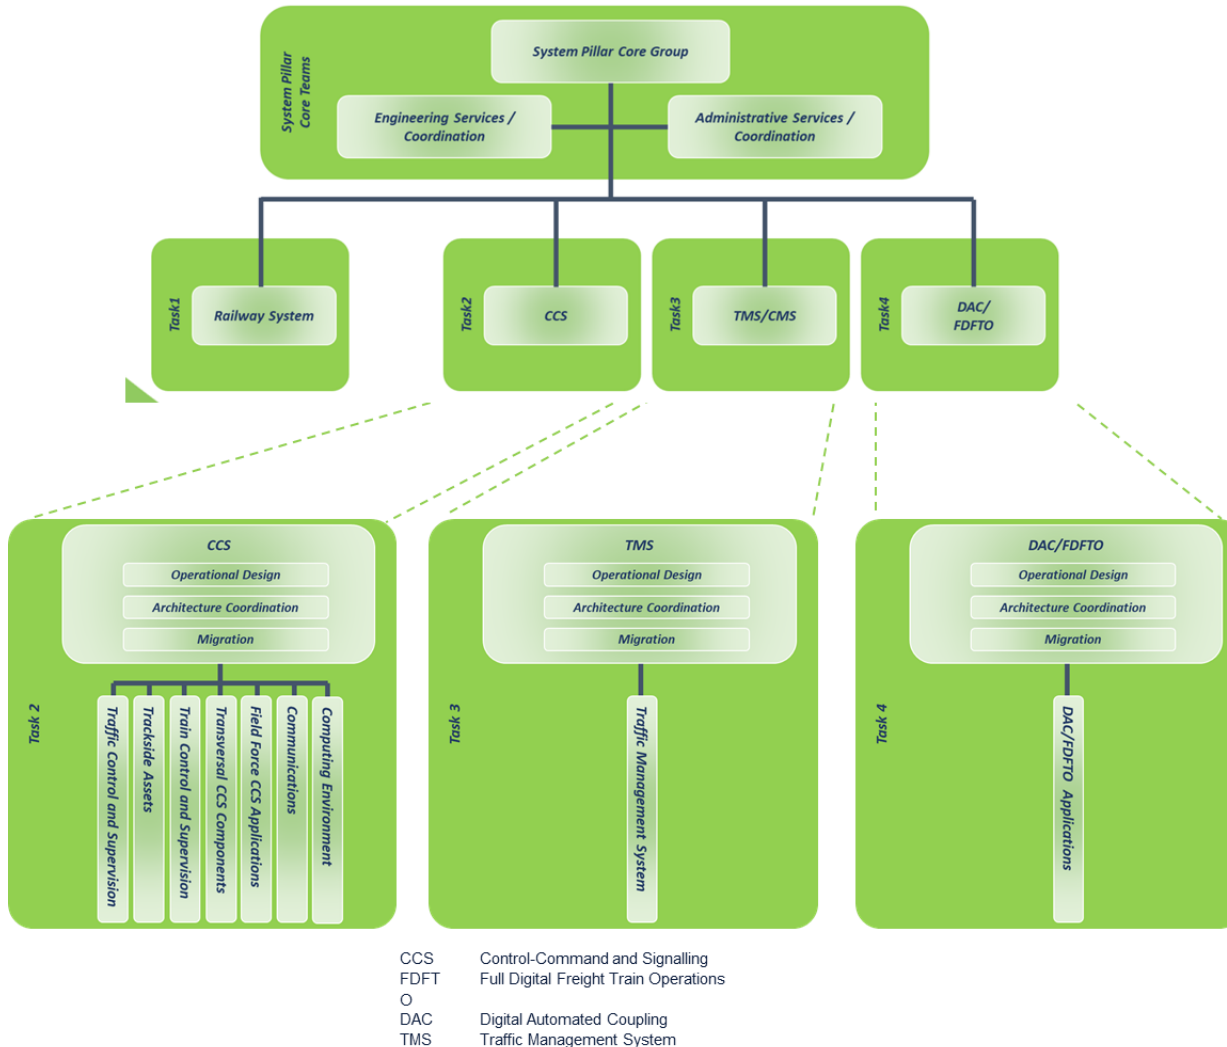 System Pillar
Core Teams
System Pillar Core Group
Engineering Services /
Coordination
Administrative Services /
Coordination
Task1
Railway System
Task2
CCS
Task3
TMS/CMS
Task4
DAC/
FDFTO
Task 2
CCS
Operational Design
Architecture Coordination
Migration
Traffic Control and Supervision
Trackside Assets
Train Control and Supervision
Transversal CCS Components
Field Force CCS Applications
Communications
Computing Environment
Task 3
TMS
Operational Design
Architecture Coordination
Migration
Traffic Management System
Task 4
DAC/FDFTO
Operational Design
Architecture Coordination
Migration
DAC/FDFTO Applications
CCS Control-Command and Signalling
FDFT Full Digital Freight Train Operations
O
DAC Digital Automated Coupling
TMS Traffic Management System